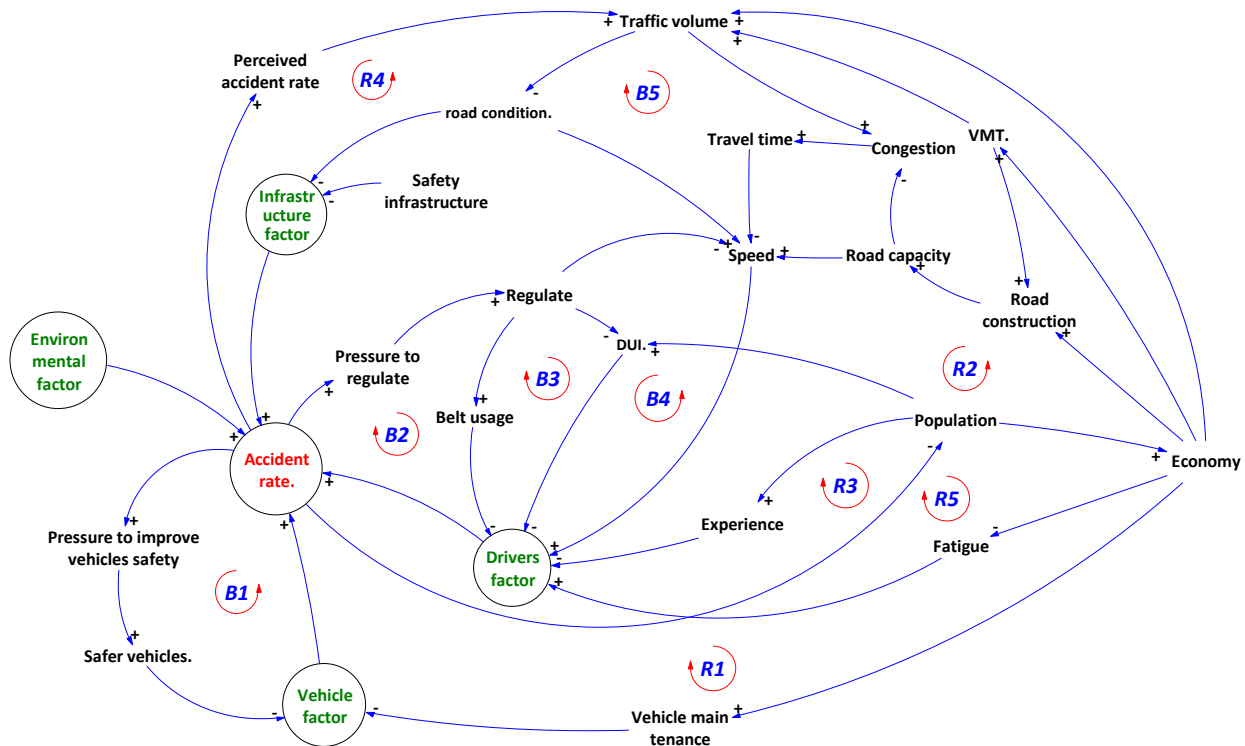 Traffic volume
+
+
+
Perceived
accident rate
+
R4
B5
-
road condition.
+
Travel time
+
Congestion
-
VMT.
+
Safety
infrastructure
-
-
Infrastr
ucture
factor
-
-
+
Speed
+
Road capacity
+
Regulate
+
+
Road
construction
+
Environ
mental
factor
-
DUI.
+
Pressure to
regulate
+
B3
B4
R2
Belt usage
+
B2
Population
-
+
Economy
+
+
Accident
rate.
+
+
R3
R5
+
Experience
-
Fatigue
+
Pressure to improve
vehicles safety
-
-
+
-
+
Drivers
factor
B1
+
Safer vehicles.
R1
-
Vehicle
factor
-
+
Vehicle main
tenance